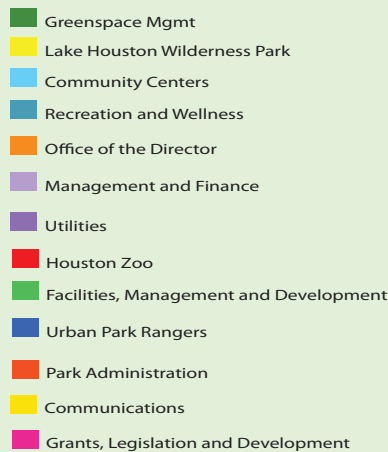 Greenspace Mgmt
Lake Houston Wilderness Park
Community Centers
Recreation and Wellness
Office of the Director
Management and Finance
Utilities
Houston Zoo
Facilities, Management and Development
Urban Park Rangers
Park Administration
Communications
Grants, Legislation and Development